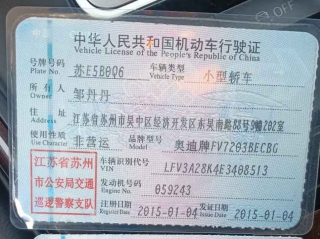 OFF
中华人民共和国机动车行驶证
Vehicle License of the People's Republic of China
号牌号码 苏E5B0Q6 车辆类型 小型轿车
Plate No. Vehicle Type
所有人 邹丹丹
Owner
住址 江苏省苏州市吴中区经济开发区东吴南路88号9幢202室
Address
使用性质 非营运 品牌型号 奥迪牌FV7203BECBG
Use Character Model
江苏省苏州
市公安局交通
巡逻警察支队
车辆识别代号 LFV3A28K4E3408513
VIN
发动机号码 059243
Engine No.
注册日期 2015-01-04 发证日期 2015-01-04
Register Date Issue Date